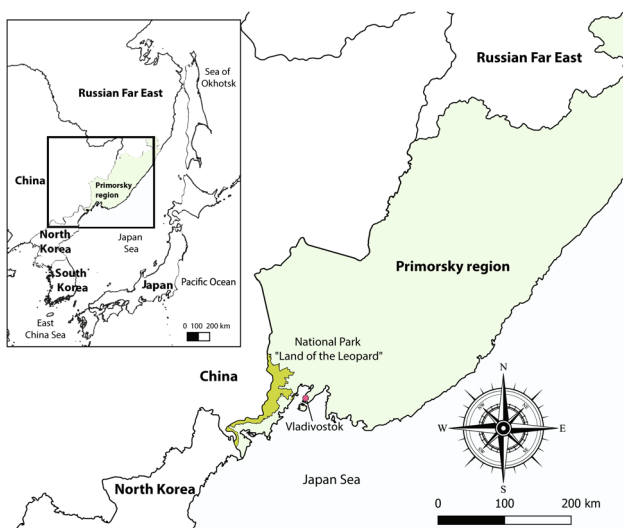 Sea of
Okhotsk
Russian Far East
China
Primorsky
region
North
Korea
Japan
Sea
South
Korea
Japan
Pacific Ocean
East
China Sea
0 100 200 km
Russian Far East
Primorsky region
National Park
"Land of the Leopard"
China
Vladivostok
North Korea
Japan Sea
N
W
E
S
0 100 200 km